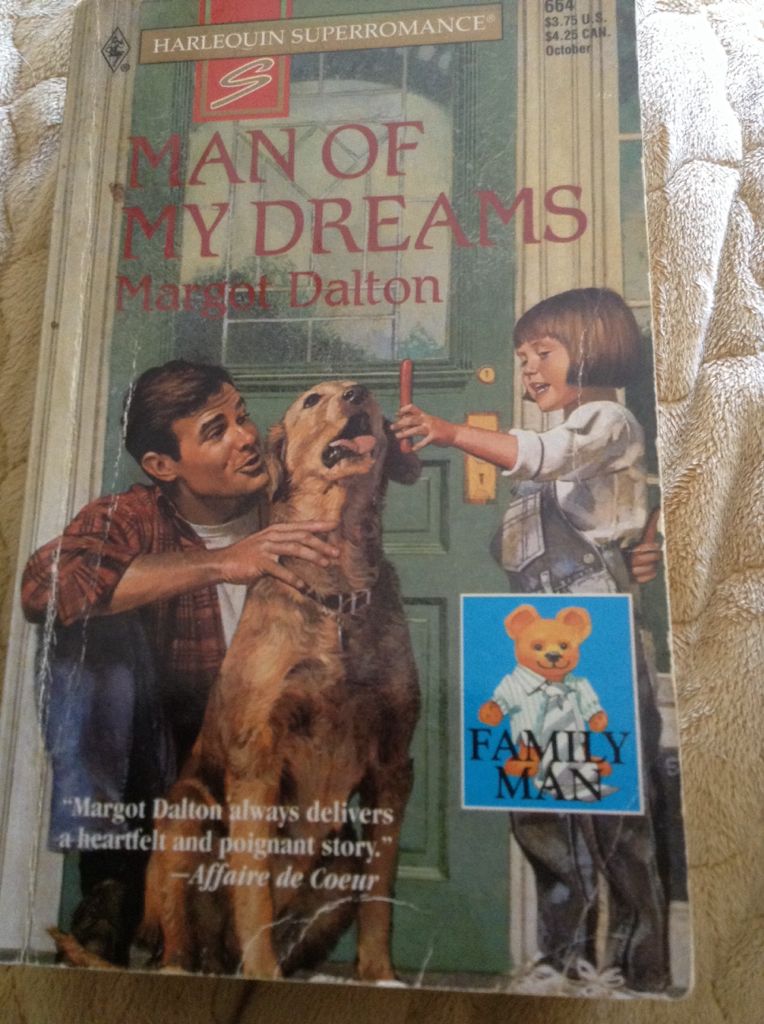 HARLEQUIN SUPERROMANCE®
664
$3.75 U.S.
$4.25 CAN.
October
S
MAN OF
MY DREAMS
Margot Dalton
FAMILY
MAN
"Margot Dalton always delivers
a heartfelt and poignant story."
—Affaire de Coeur